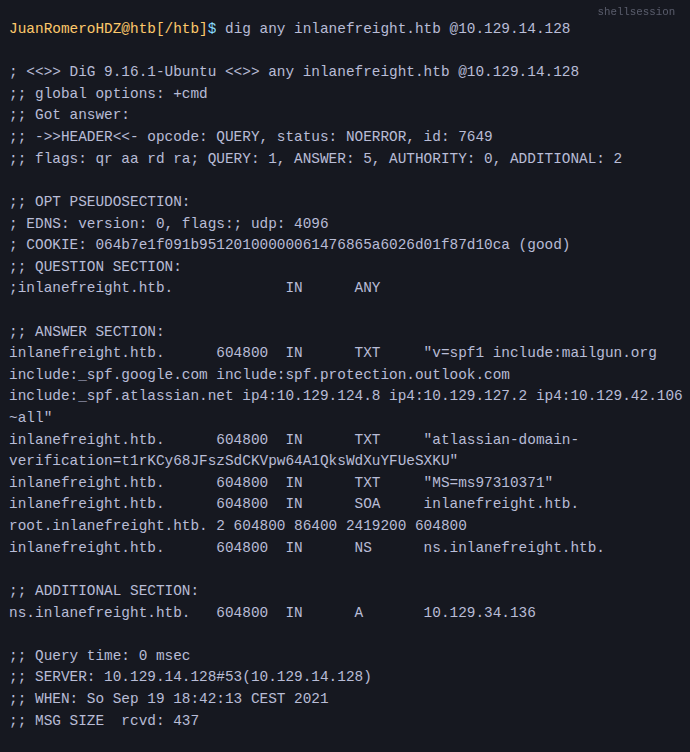 shellsession
JuanRomeroHDZ@htb[/htb]$ dig any inlanefreight.htb @10.129.14.128
; <<>> DiG 9.16.1-Ubuntu <<>> any inlanefreight.htb @10.129.14.128
;; global options: +cmd
;; Got answer:
;; ->>HEADER<<- opcode: QUERY, status: NOERROR, id: 7649
;; flags: qr aa rd ra; QUERY: 1, ANSWER: 5, AUTHORITY: 0, ADDITIONAL: 2
;; OPT PSEUDOSECTION:
; EDNS: version: 0, flags:; udp: 4096
; COOKIE: 064b7e1f091b95120100000061476865a6026d01f87d10ca (good)
;; QUESTION SECTION:
;inlanefreight.htb.             IN      ANY
;; ANSWER SECTION:
inlanefreight.htb.      604800  IN      TXT     "v=spf1 include:mailgun.org
include:_spf.google.com include:spf.protection.outlook.com
include:_spf.atlassian.net ip4:10.129.124.8 ip4:10.129.127.2 ip4:10.129.42.106
~all"
inlanefreight.htb.      604800  IN      TXT     "atlassian-domain-
verification=t1rKCy68JFszSdCKVpw64A1QksWdXuYFUeSXKU"
inlanefreight.htb.      604800  IN      TXT     "MS=ms97310371"
inlanefreight.htb.      604800  IN      SOA     inlanefreight.htb.
root.inlanefreight.htb. 2 604800 86400 2419200 604800
inlanefreight.htb.      604800  IN      NS      ns.inlanefreight.htb.
;; ADDITIONAL SECTION:
ns.inlanefreight.htb.   604800  IN      A       10.129.34.136
;; Query time: 0 msec
;; SERVER: 10.129.14.128#53(10.129.14.128)
;; WHEN: So Sep 19 18:42:13 CEST 2021
;; MSG SIZE  rcvd: 437